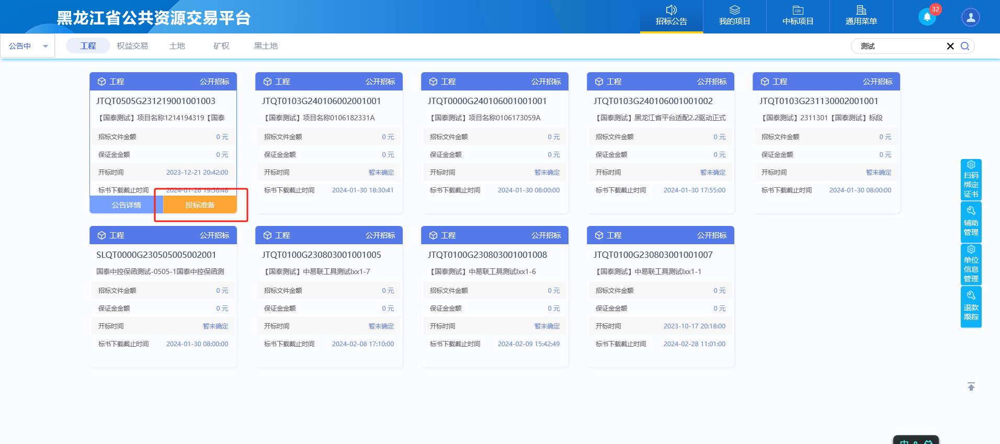 黑龙江省公共资源交易平台
招标公告
我的项目
中标项目
通用菜单
32
公告中
工程
权益交易
土地
矿权
黑土地
测试
工程 公开招标
JTQT0505G231219001001003
【国泰测试】项目名称1214194319【国泰
招标文件金额 0 元
保证金金额 0 元
开标时间 2023-12-21 20:42:00
标书下载截止时间 2024-01-26 19:56:48
公告详情 投标准备
工程 公开招标
JTQT0103G240106002001001
【国泰测试】项目名称0106182331A
招标文件金额 0 元
保证金金额 0 元
开标时间 暂未确定
标书下载截止时间 2024-01-30 18:30:41
工程 公开招标
JTQT0000G240106001001001
【国泰测试】项目名称0106173059A
招标文件金额 0 元
保证金金额 0 元
开标时间 暂未确定
标书下载截止时间 2024-01-30 08:00:00
工程 公开招标
JTQT0103G240106001001002
【国泰测试】黑龙江省平台适配2.2驱动正式
招标文件金额 0 元
保证金金额 0 元
开标时间 暂未确定
标书下载截止时间 2024-01-30 17:55:00
工程 公开招标
JTQT0103G231130002001001
【国泰测试】2311301【国泰测试】标段
招标文件金额 0 元
保证金金额 0 元
开标时间 暂未确定
标书下载截止时间 2024-01-30 08:00:00
工程 公开招标
SLQT0000G230505005002001
国泰中控保函测试-0505-1国泰中控保函测
招标文件金额 0 元
保证金金额 0 元
开标时间 暂未确定
标书下载截止时间 2024-01-30 08:00:00
工程 公开招标
JTQT0100G230803001001005
【国泰测试】中易联工具测试lxx1-7
招标文件金额 0 元
保证金金额 0 元
开标时间 暂未确定
标书下载截止时间 2024-02-08 17:10:00
工程 公开招标
JTQT0100G230803001001008
【国泰测试】中易联工具测试lxx1-6
招标文件金额 0 元
保证金金额 0 元
开标时间 暂未确定
标书下载截止时间 2024-02-09 15:42:49
工程 公开招标
JTQT0100G230803001001007
【国泰测试】中易联工具测试lxx1-1
招标文件金额 0 元
保证金金额 0 元
开标时间 2023-10-17 20:18:00
标书下载截止时间 2024-02-28 11:01:00
扫码
绑定
证书
辅助
管理
单位
信息
管理
退款
跟踪